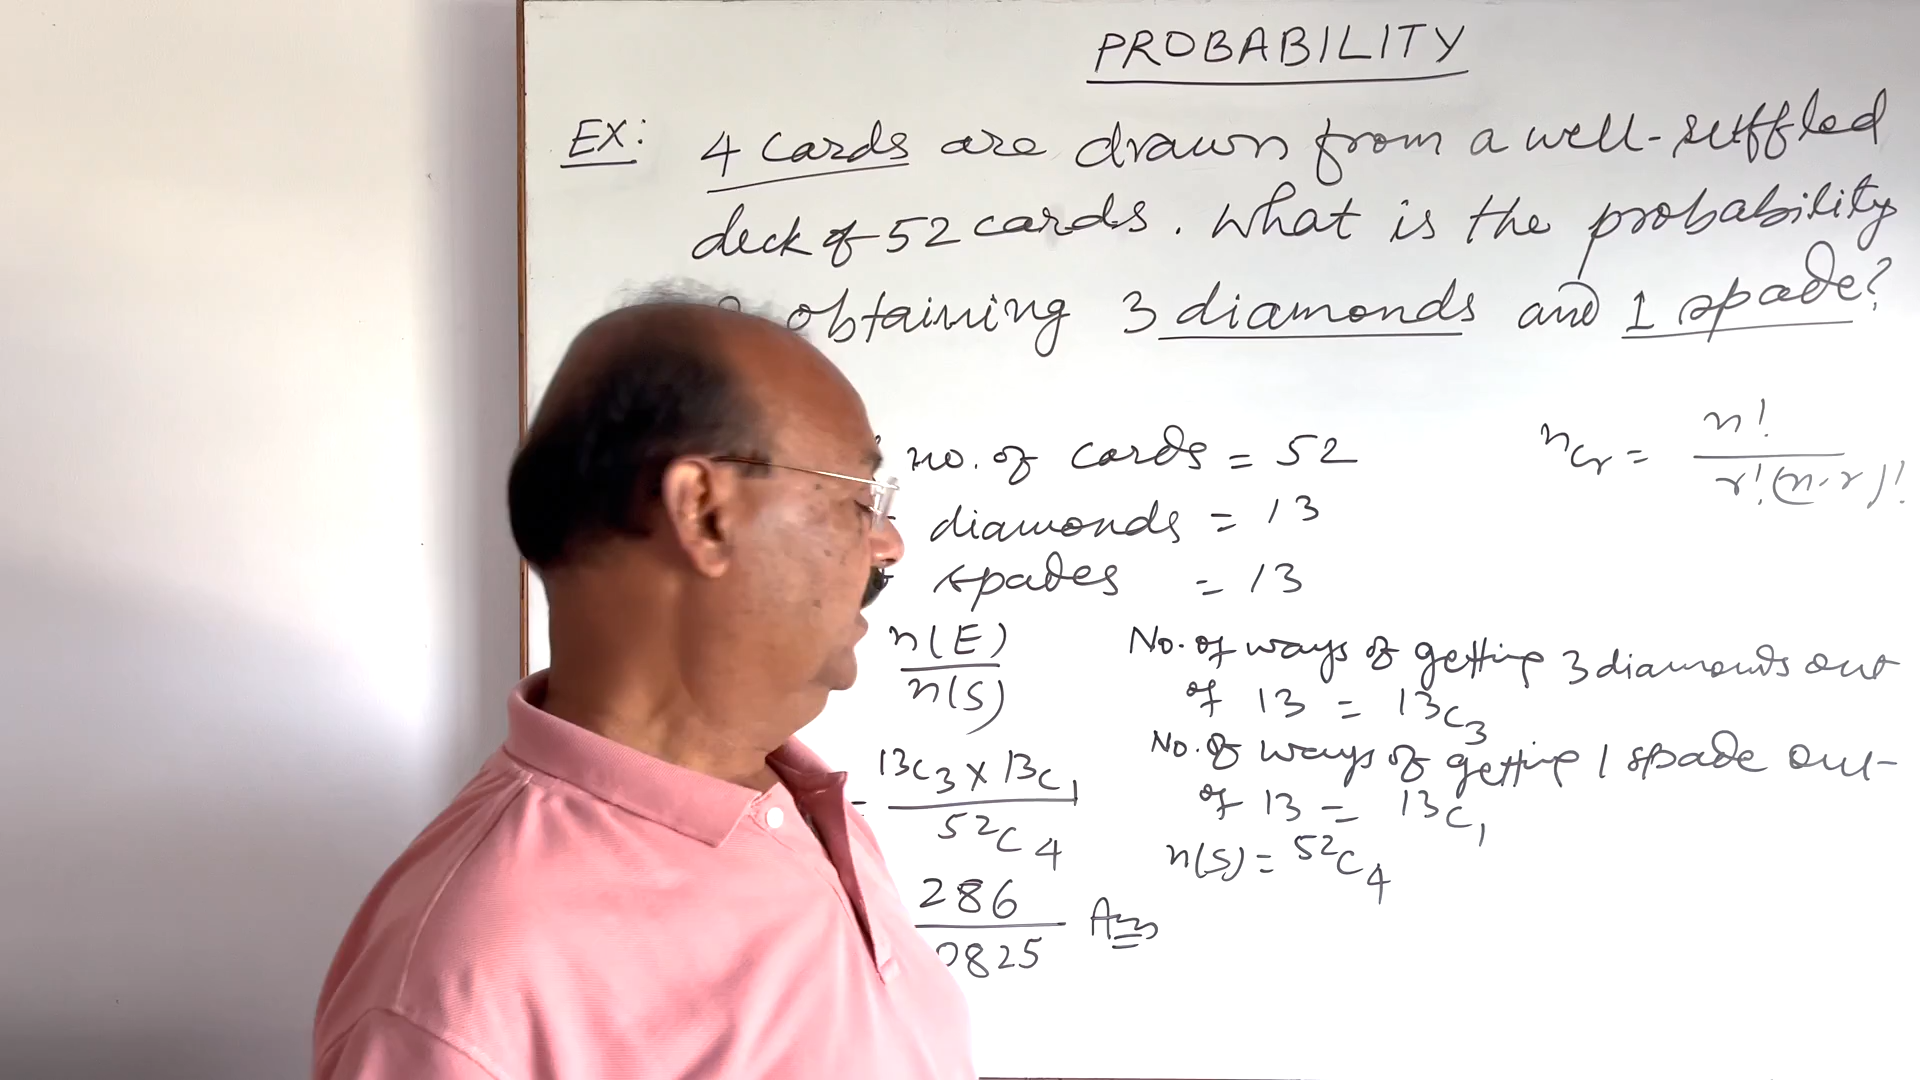 PROBABILITY
EX: 4 cards are drawn from a well-suffled
deck of 52 cards. What is the probability
obtaining 3 diamonds and 1 spade?
no. of cards = 52
nCr = n! / r!(n-r)!
diamonds = 13
spades = 13
n(E) / n(S)
No. of ways of getting 3 diamonds out
of 13 = 13C3
No. of ways of getting 1 spade out
of 13 = 13C1
= 13C3 X 13C1 / 52C4
n(S) = 52C4
286 / 0825 Ans